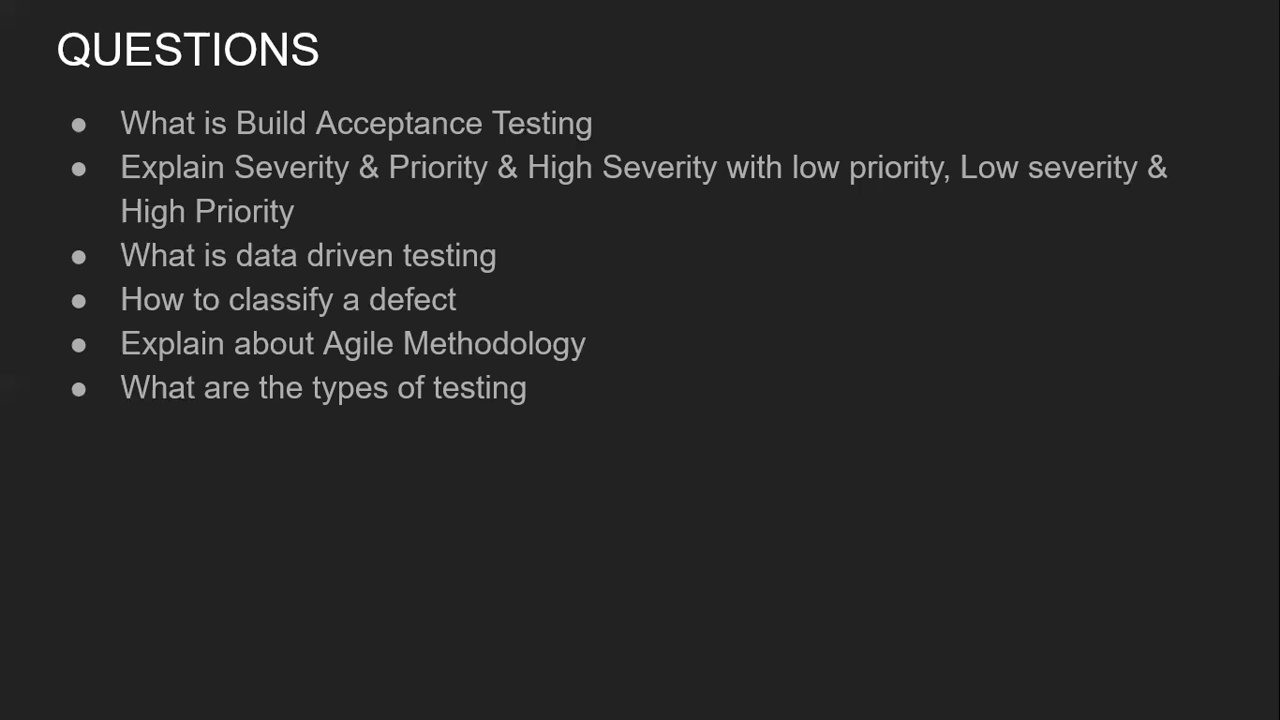 QUESTIONS
● What is Build Acceptance Testing
● Explain Severity & Priority & High Severity with low priority, Low severity &
High Priority
● What is data driven testing
● How to classify a defect
● Explain about Agile Methodology
● What are the types of testing